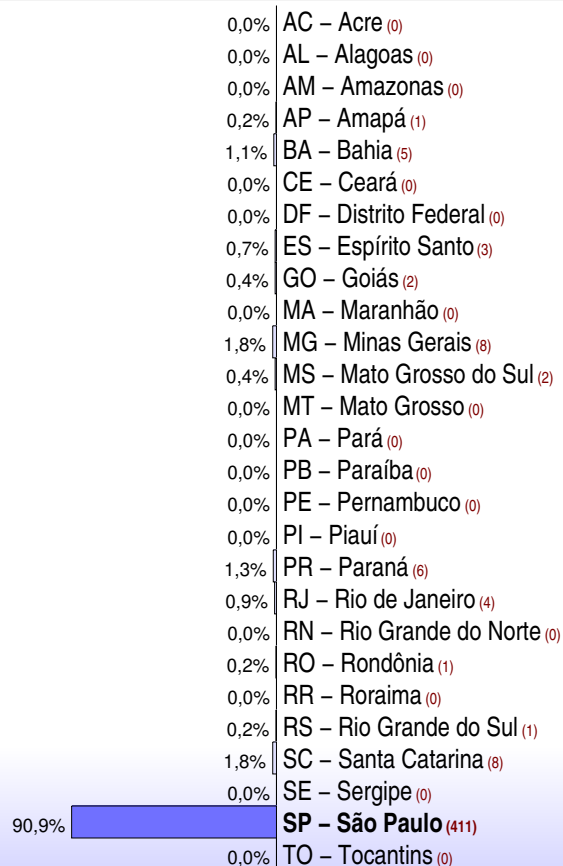 0,0% AC – Acre (0)
0,0% AL – Alagoas (0)
0,0% AM – Amazonas (0)
0,2% AP – Amapá (1)
1,1% BA – Bahia (5)
0,0% CE – Ceará (0)
0,0% DF – Distrito Federal (0)
0,7% ES – Espírito Santo (3)
0,4% GO – Goiás (2)
0,0% MA – Maranhão (0)
1,8% MG – Minas Gerais (8)
0,4% MS – Mato Grosso do Sul (2)
0,0% MT – Mato Grosso (0)
0,0% PA – Pará (0)
0,0% PB – Paraíba (0)
0,0% PE – Pernambuco (0)
0,0% PI – Piauí (0)
1,3% PR – Paraná (6)
0,9% RJ – Rio de Janeiro (4)
0,0% RN – Rio Grande do Norte (0)
0,2% RO – Rondônia (1)
0,0% RR – Roraima (0)
0,2% RS – Rio Grande do Sul (1)
1,8% SC – Santa Catarina (8)
0,0% SE – Sergipe (0)
90,9% SP – São Paulo (411)
0,0% TO – Tocantins (0)